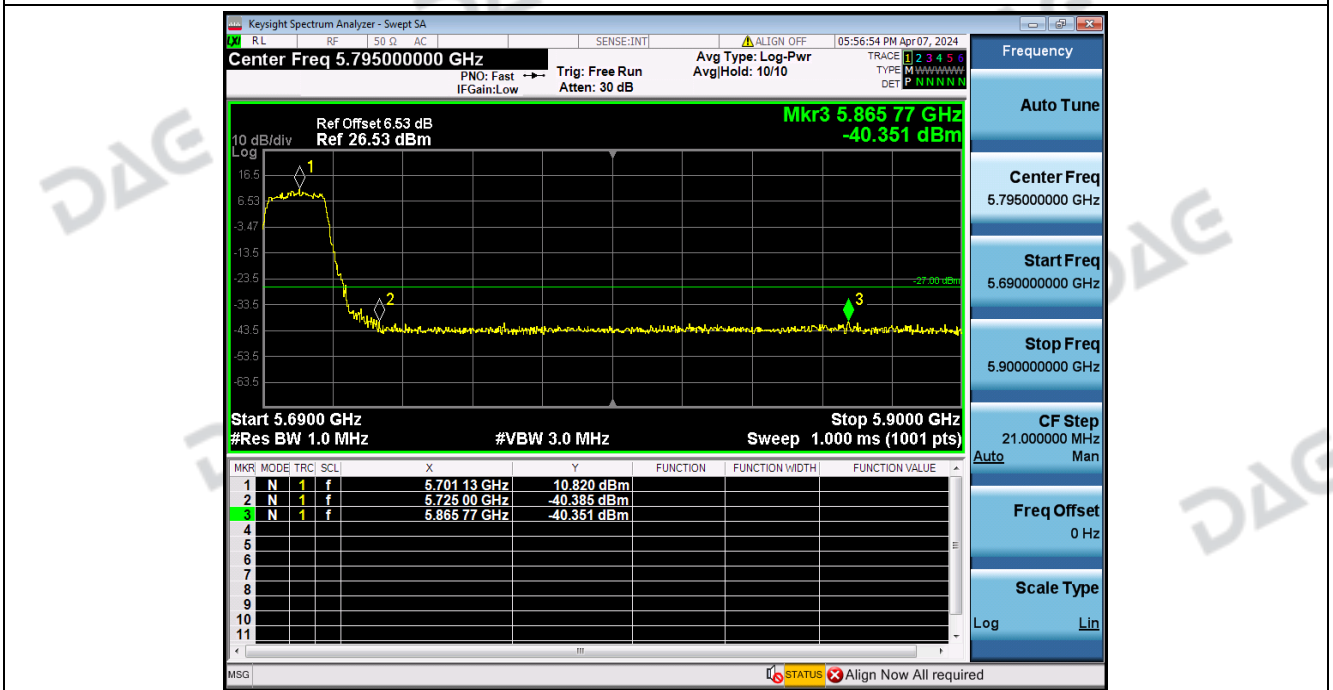 Keysight Spectrum Analyzer - Swept SA
LXI RL RF 50 Ω AC SENSE:INT ALIGN OFF 05:56:54 PM Apr 07, 2024
Center Freq 5.795000000 GHz
PNO: Fast
IFGain:Low
Trig: Free Run
Atten: 30 dB
Avg Type: Log-Pwr
Avg|Hold: 10/10
TRACE 1 2 3 4 5 6
TYPE M WWWWW
DET P N N N N N
Frequency
Auto Tune
Center Freq
5.795000000 GHz
Start Freq
5.690000000 GHz
Stop Freq
5.900000000 GHz
CF Step
21.000000 MHz
Auto Man
Freq Offset
0 Hz
Scale Type
Log Lin
Mkr3 5.865 77 GHz
-40.351 dBm
Ref Offset 6.53 dB
10 dB/div Ref 26.53 dBm
Log
16.5
6.53
-3.47
-13.5
-23.5
-33.5
-43.5
-53.5
-63.5
1
2
3
-27.00 dBm
Start 5.6900 GHz Stop 5.9000 GHz
#Res BW 1.0 MHz #VBW 3.0 MHz Sweep 1.000 ms (1001 pts)
MKR MODE TRC SCL X Y FUNCTION FUNCTION WIDTH FUNCTION VALUE
1 N 1 f 5.701 13 GHz 10.820 dBm
2 N 1 f 5.725 00 GHz -40.385 dBm
3 N 1 f 5.865 77 GHz -40.351 dBm
4
5
6
7
8
9
10
11
MSG STATUS Align Now All required
DAG
DAG